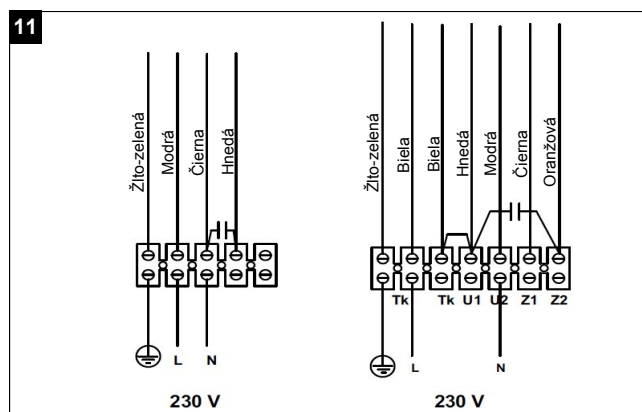 11
Žlto-zelená
Modrá
Čierna
Hnedá
L
N
230 V
Žlto-zelená
Biela
Biela
Hnedá
Modrá
Čierna
Oranžová
Tk
Tk
U1
U2
Z1
Z2
L
N
230 V